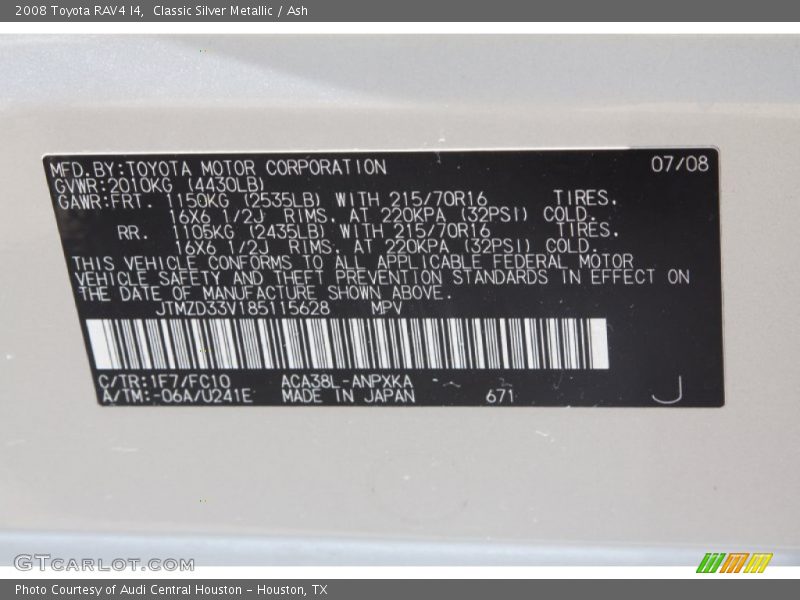 2008 Toyota RAV4 I4,  Classic Silver Metallic / Ash
MFD.BY:TOYOTA MOTOR CORPORATION 07/08
GVWR:2010KG (4430LB)
GAWR:FRT. 1150KG (2535LB) WITH 215/70R16 TIRES.
16X6 1/2J RIMS, AT 220KPA (32PSI) COLD.
RR. 1105KG (2435LB) WITH 215/70R16 TIRES.
16X6 1/2J RIMS, AT 220KPA (32PSI) COLD.
THIS VEHICLE CONFORMS TO ALL APPLICABLE FEDERAL MOTOR
VEHICLE SAFETY AND THEFT PREVENTION STANDARDS IN EFFECT ON
THE DATE OF MANUFACTURE SHOWN ABOVE.
JTMZD33V185115628 MPV
C/TR:1F7/FC10 ACA38L-ANPXKA
A/TM:-06A/U241E MADE IN JAPAN 671 J
GTCARLOT.COM
Photo Courtesy of Audi Central Houston - Houston, TX